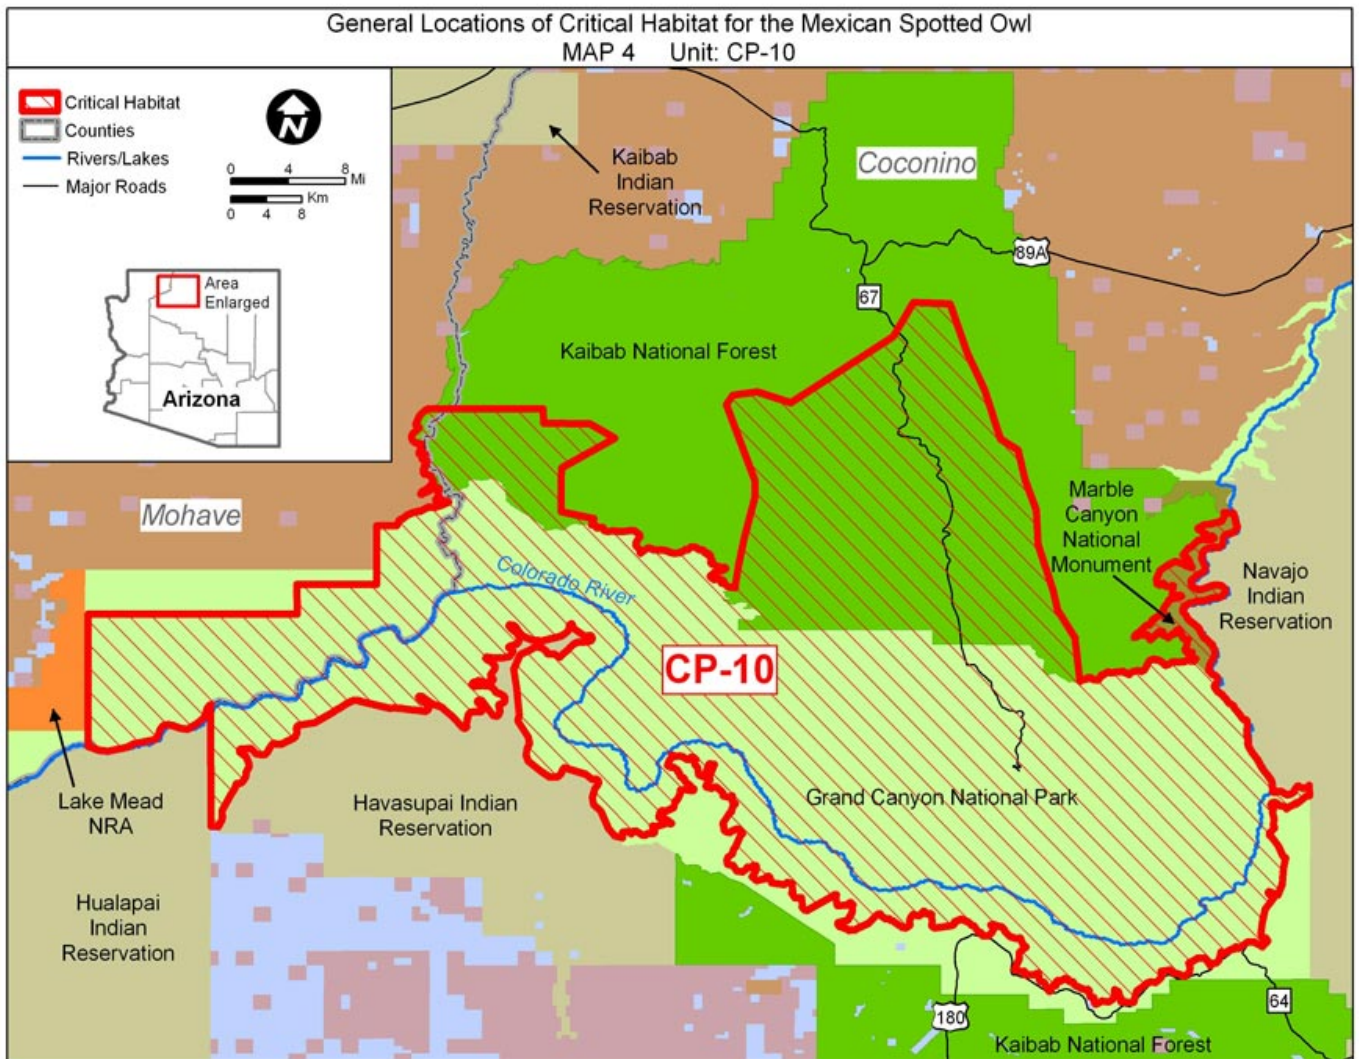 General Locations of Critical Habitat for the Mexican Spotted Owl
MAP 4 Unit: CP-10
Critical Habitat
Counties
Rivers/Lakes
Major Roads
N
0 4 8 Mi
Km
0 4 8
Area
Enlarged
Arizona
Kaibab
Indian
Reservation
Coconino
89A
67
Kaibab National Forest
Mohave
Marble
Canyon
National
Monument
Navajo
Indian
Reservation
Colorado River
CP-10
Lake Mead
NRA
Havasupai Indian
Reservation
Grand Canyon National Park
Hualapai
Indian
Reservation
180
64
Kaibab National Forest